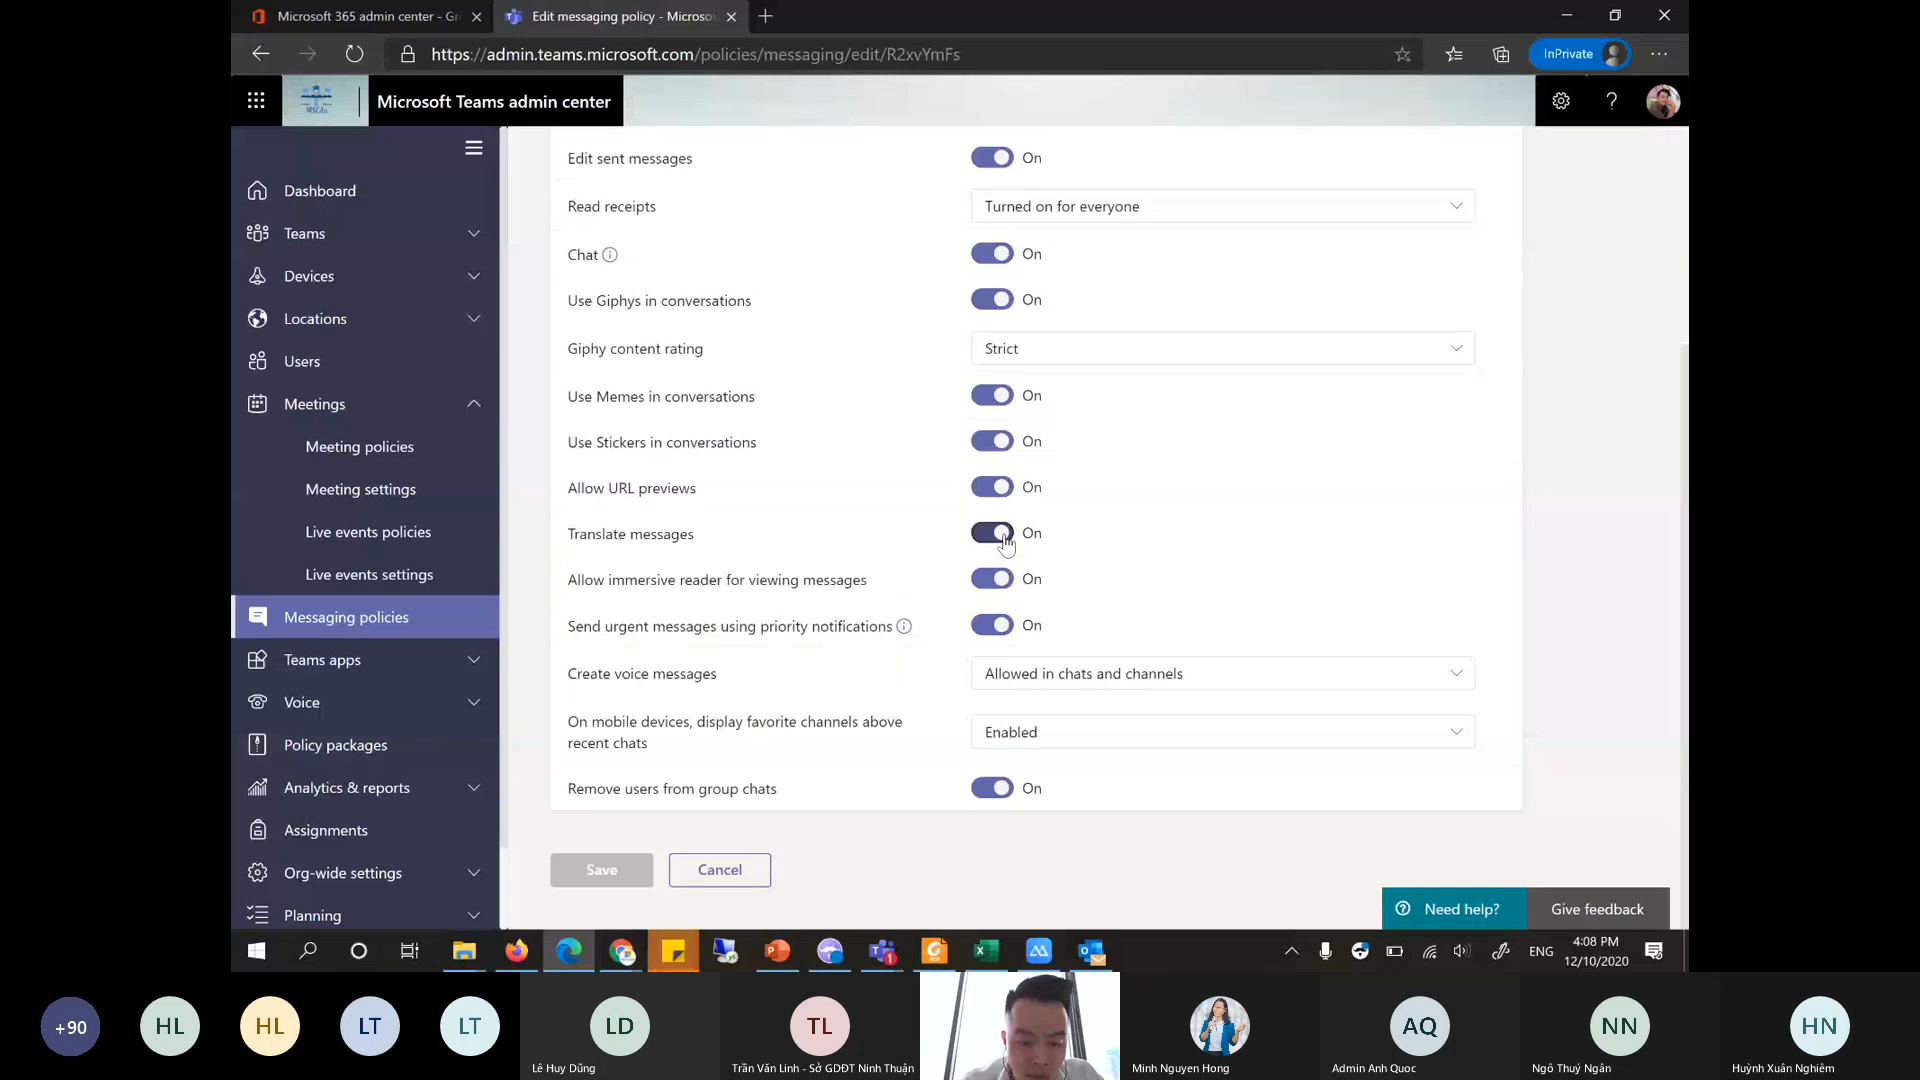 Microsoft 365 admin center - Gr
Edit messaging policy - Microso
https://admin.teams.microsoft.com/policies/messaging/edit/R2xvYmFs
InPrivate
MSEdu
Microsoft Teams admin center
Dashboard
Teams
Devices
Locations
Users
Meetings
Meeting policies
Meeting settings
Live events policies
Live events settings
Messaging policies
Teams apps
Voice
Policy packages
Analytics & reports
Assignments
Org-wide settings
Planning
Edit sent messages On
Read receipts Turned on for everyone
Chat On
Use Giphys in conversations On
Giphy content rating Strict
Use Memes in conversations On
Use Stickers in conversations On
Allow URL previews On
Translate messages On
Allow immersive reader for viewing messages On
Send urgent messages using priority notifications On
Create voice messages Allowed in chats and channels
On mobile devices, display favorite channels above
recent chats
Enabled
Remove users from group chats On
Save Cancel
Need help? Give feedback
ENG
4:08 PM
12/10/2020
+90 HL HL LT LT LD TL AQ NN HN
Lê Huy Dũng
Trần Văn Linh - Sở GDĐT Ninh Thuận
Minh Nguyen Hong
Admin Anh Quoc
Ngô Thuý Ngân
Huỳnh Xuân Nghiêm